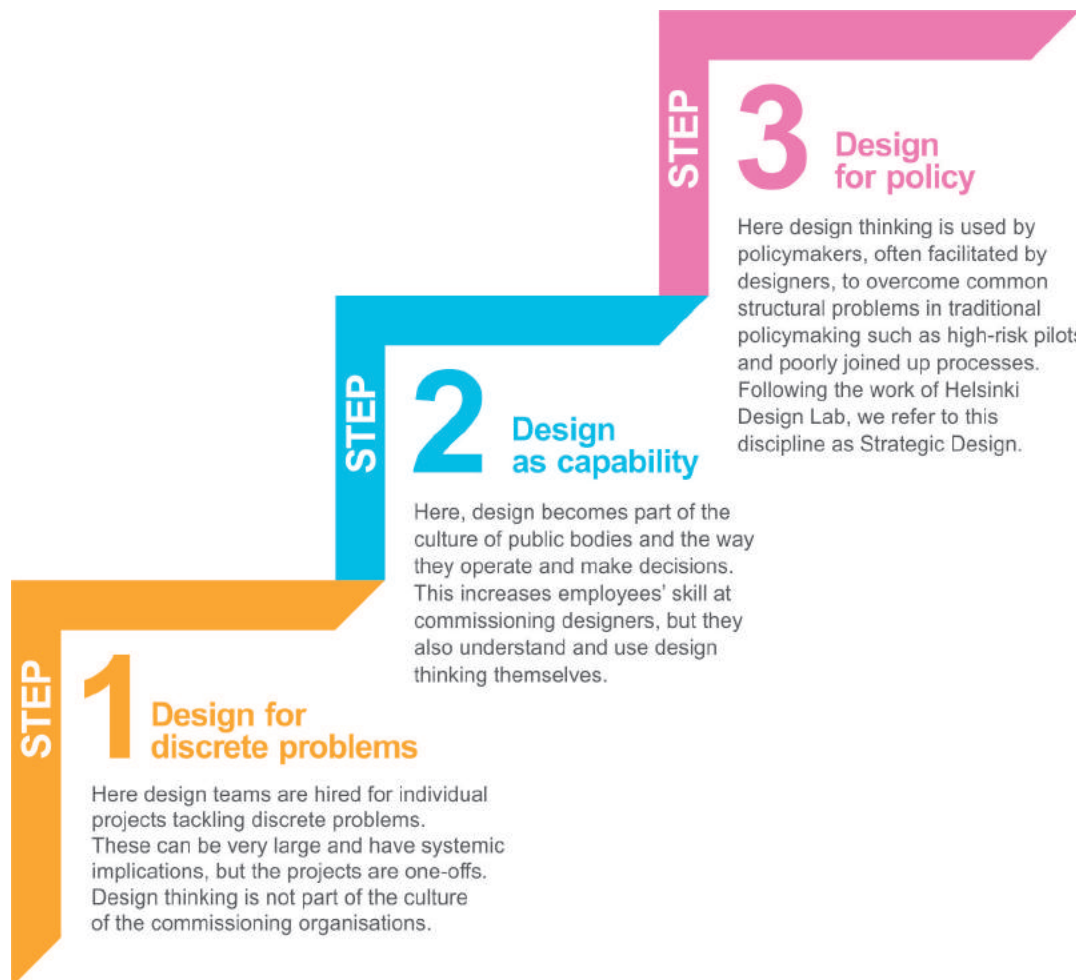 STEP
3
Design
for policy
Here design thinking is used by
policymakers, often facilitated by
designers, to overcome common
structural problems in traditional
policymaking such as high-risk pilots
and poorly joined up processes.
Following the work of Helsinki
Design Lab, we refer to this
discipline as Strategic Design.
STEP
2
Design
as capability
Here, design becomes part of the
culture of public bodies and the way
they operate and make decisions.
This increases employees’ skill at
commissioning designers, but they
also understand and use design
thinking themselves.
STEP
1
Design for
discrete problems
Here design teams are hired for individual
projects tackling discrete problems.
These can be very large and have systemic
implications, but the projects are one-offs.
Design thinking is not part of the culture
of the commissioning organisations.